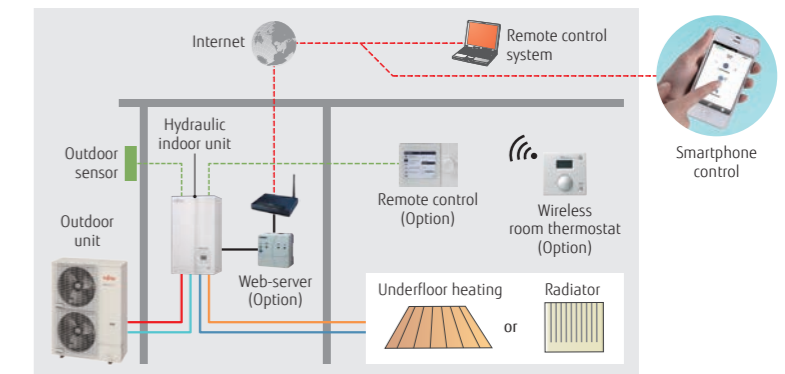 Internet
Remote control
system
Smartphone
control
Hydraulic
indoor unit
Outdoor
sensor
Outdoor
unit
Web-server
(Option)
Remote control
(Option)
Wireless
room thermostat
(Option)
Underfloor heating
or
Radiator